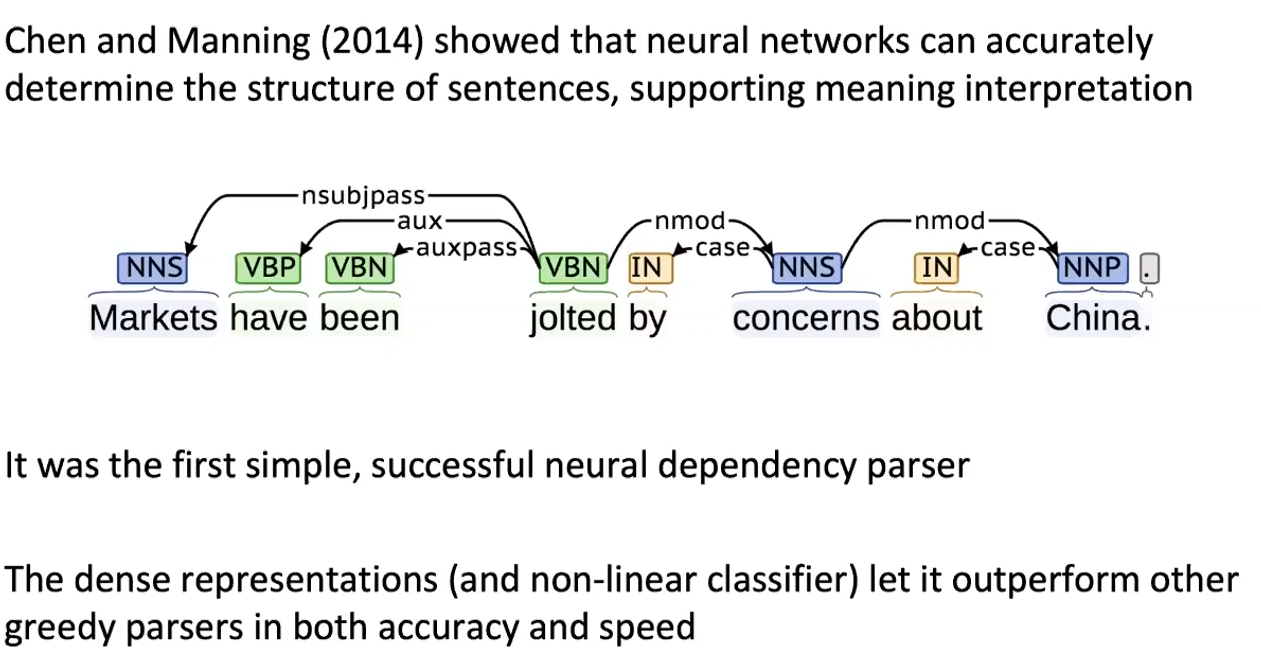 Chen and Manning (2014) showed that neural networks can accurately
determine the structure of sentences, supporting meaning interpretation
nsubjpass
aux nmod nmod
auxpass case case
NNS VBP VBN VBN IN NNS IN NNP .
Markets have been jolted by concerns about China.
It was the first simple, successful neural dependency parser
The dense representations (and non-linear classifier) let it outperform other
greedy parsers in both accuracy and speed